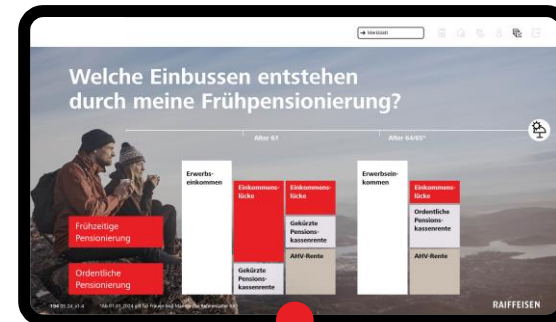 Welche Einbussen entstehen
durch meine Frühpensionierung?
Alter 61
Alter 64/65*
Erwerbs-
einkommen
Einkommens-
lücke
Einkommens-
lücke
Gekürzte
Pensions-
kassenrente
AHV-Rente
Gekürzte
Pensions-
kassenrente
Erwerbsein-
kommen
Einkommens-
lücke
Ordentliche
Pensions-
kassenrente
AHV-Rente
Frühzeitige
Pensionierung
Ordentliche
Pensionierung
RAIFFEISEN